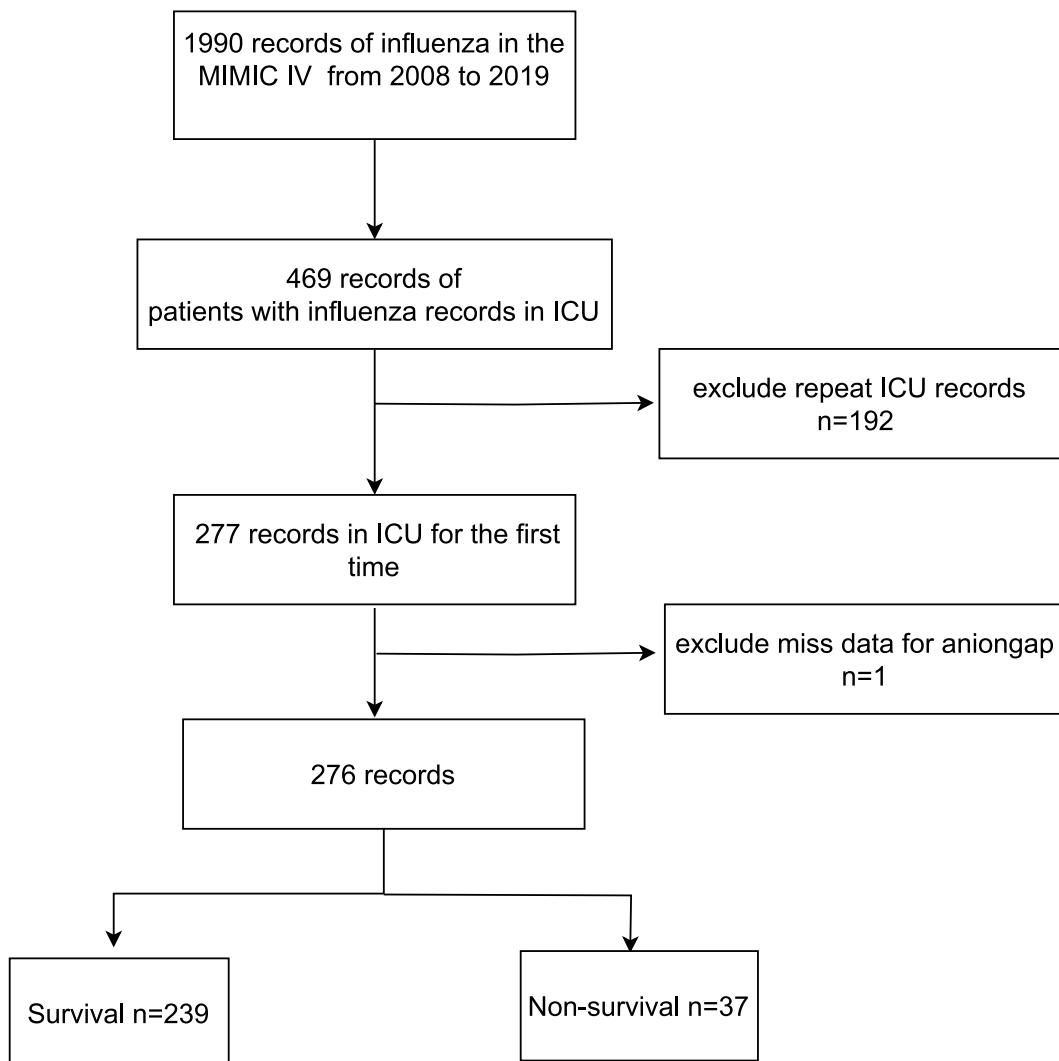 1990 records of influenza in the
MIMIC IV  from 2008 to 2019
469 records of
patients with influenza records in ICU
exclude repeat ICU records
n=192
277 records in ICU for the first
time
exclude miss data for aniongap
n=1
276 records
Survival n=239
Non-survival n=37